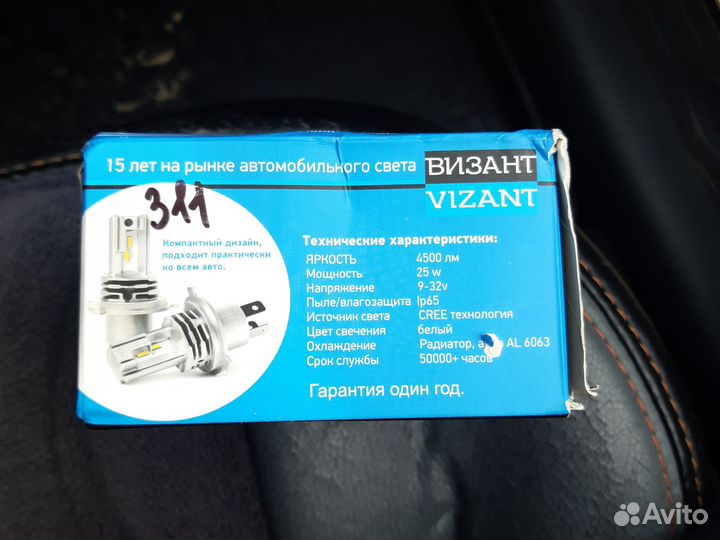 15 лет на рынке автомобильного света
ВИЗАНТ
VIZANT
311
Компактный дизайн,
подходит практически
ко всем авто.
Технические характеристики:
ЯРКОСТЬ 4500 лм
Мощность 25 w
Напряжение 9-32v
Пыле/влагозащита Ip65
Источник света CREE технология
Цвет свечения белый
Охлаждение Радиатор, AL 6063
Срок службы 50000+ часов
Гарантия один год.
Avito